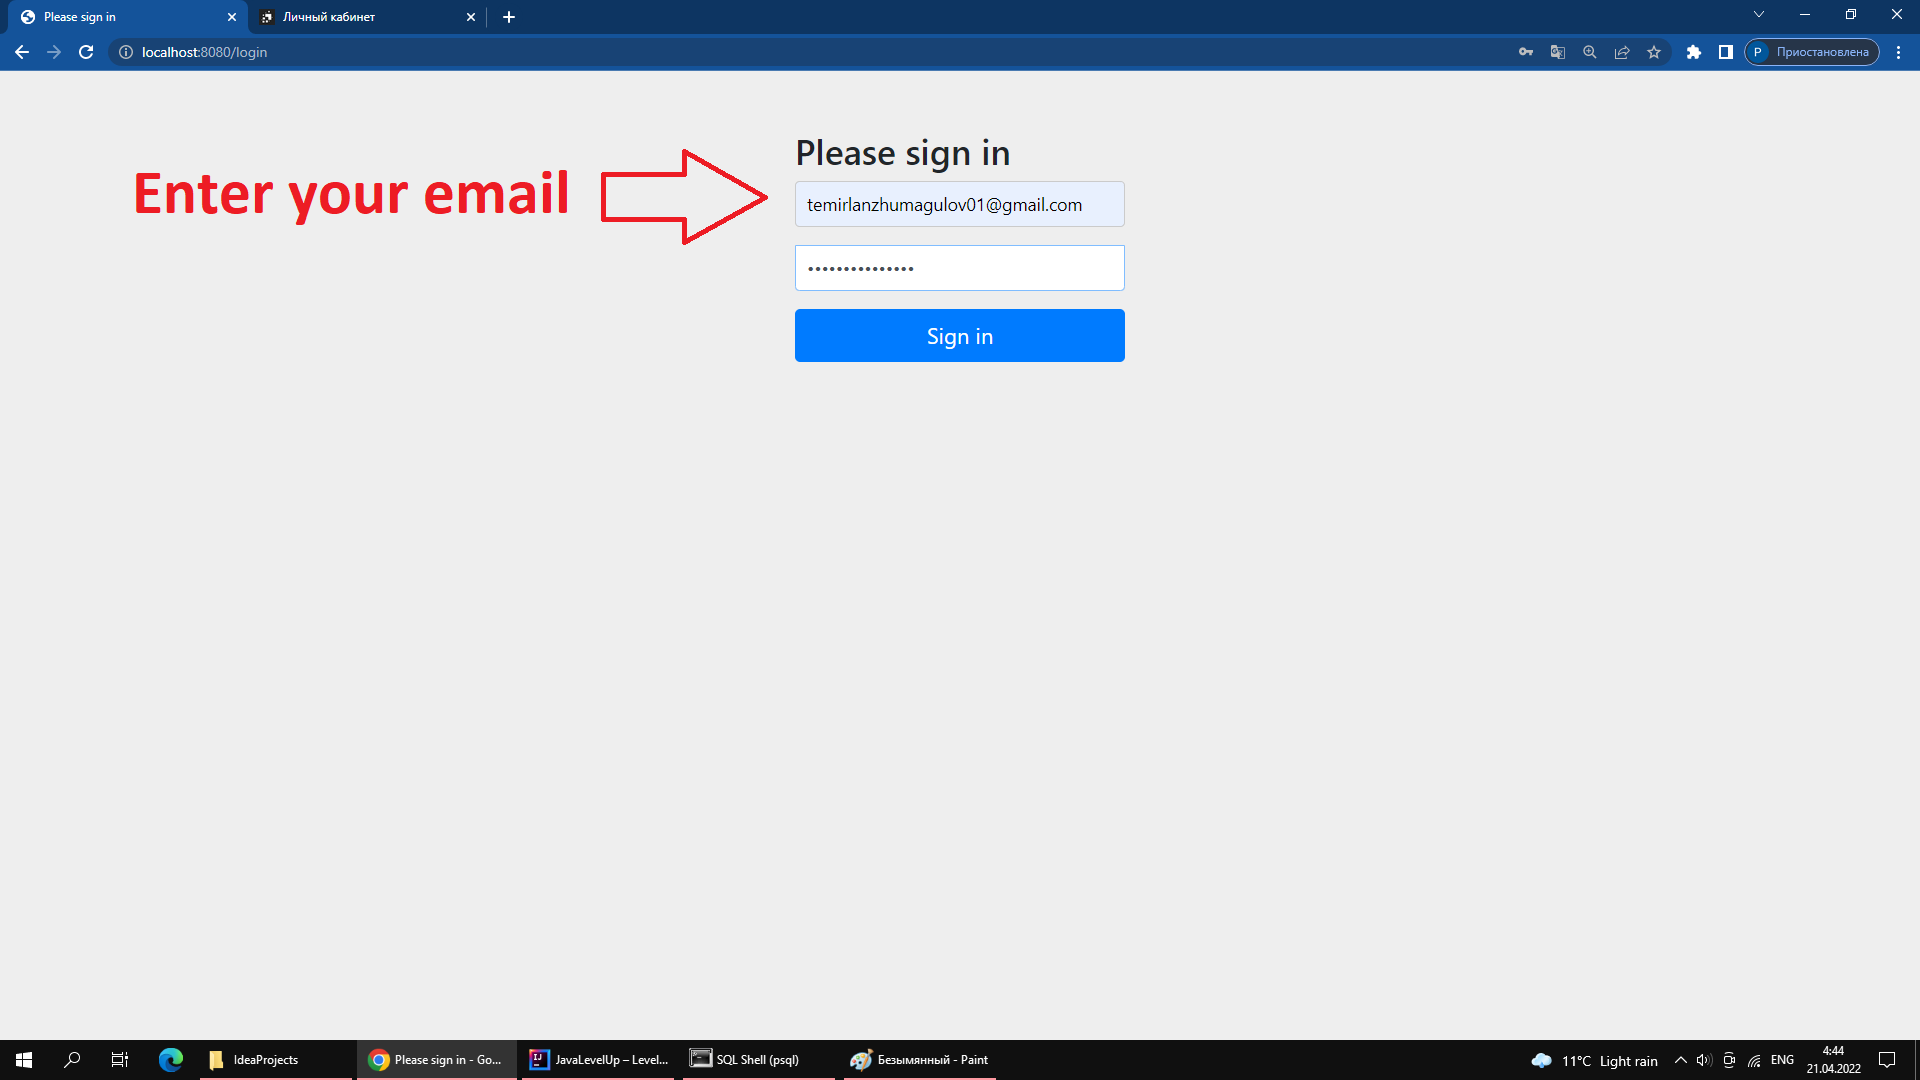 Please sign in
Личный кабинет
localhost:8080/login
P Приостановлена
Please sign in
Enter your email
temirlanzhumagulov01@gmail.com
•••••••••••••••
Sign in
IdeaProjects
Please sign in - Go...
JavaLevelUp – Level...
SQL Shell (psql)
Безымянный - Paint
11°C Light rain
ENG
4:44
21.04.2022